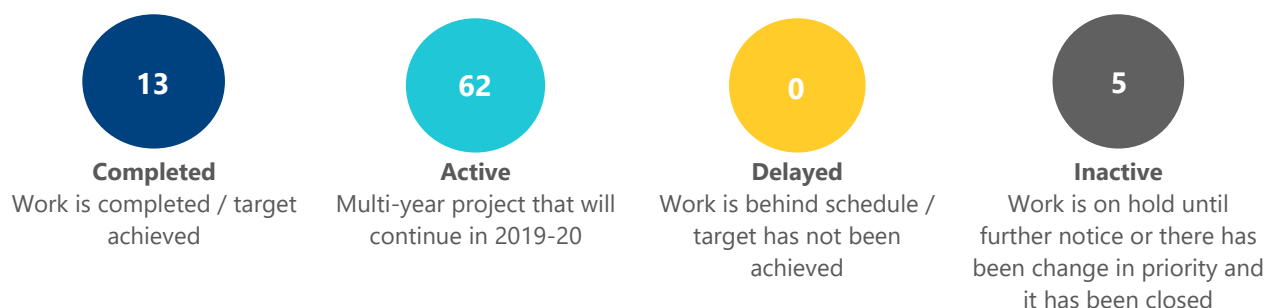 13
Completed
Work is completed / target
achieved
62
Active
Multi-year project that will
continue in 2019-20
0
Delayed
Work is behind schedule /
target has not been
achieved
5
Inactive
Work is on hold until
further notice or there has
been change in priority and
it has been closed